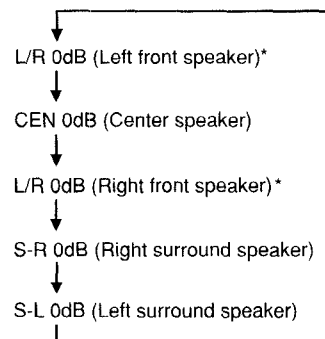 L/R 0dB (Left front speaker)*
CEN 0dB (Center speaker)
L/R 0dB (Right front speaker)*
S-R 0dB (Right surround speaker)
S-L 0dB (Left surround speaker)